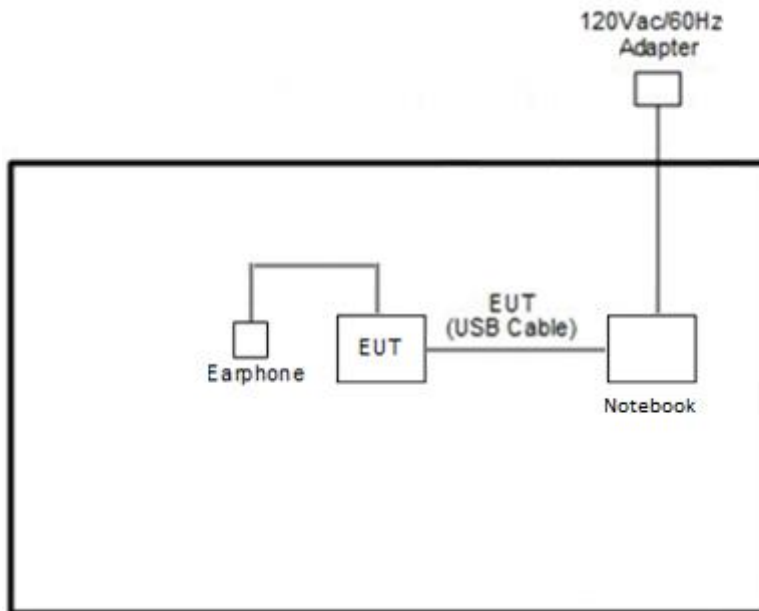 120Vac/60Hz
Adapter
EUT
(USB Cable)
EUT
Earphone
Notebook